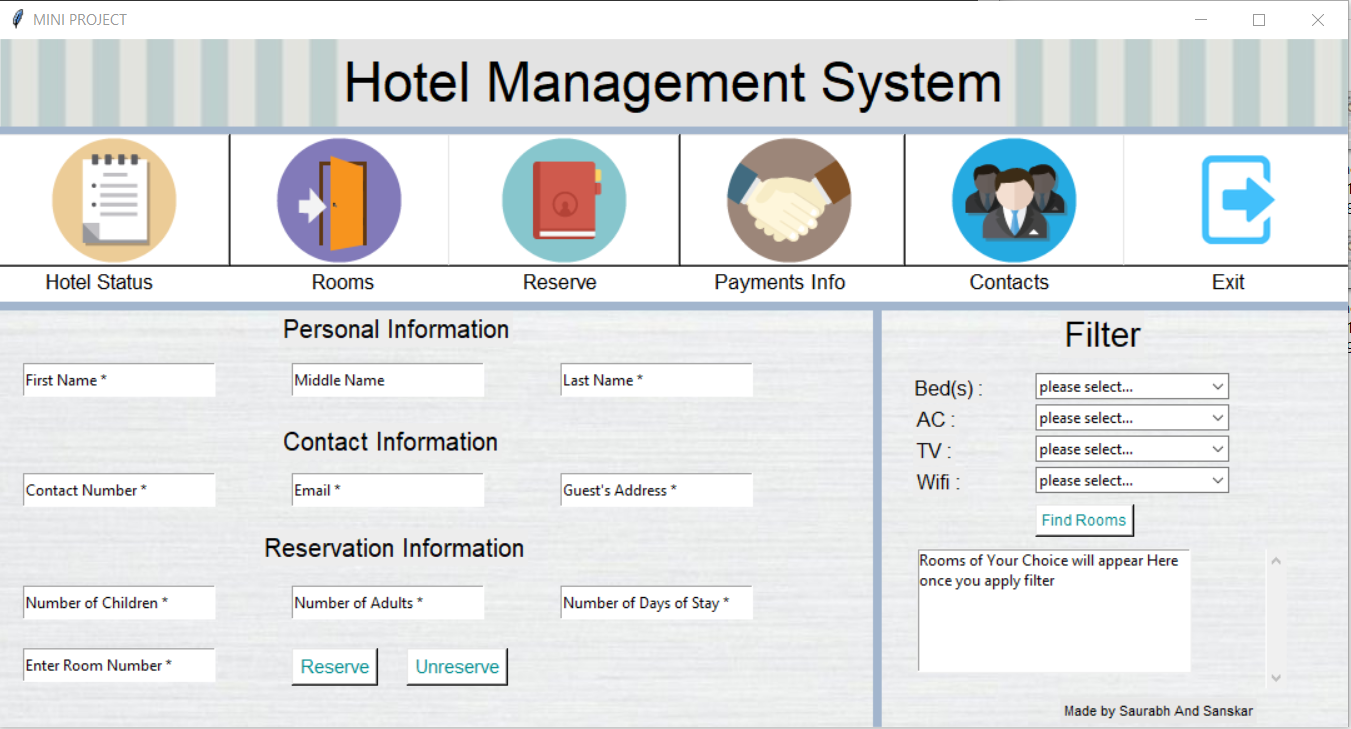 MINI PROJECT
Hotel Management System
Hotel Status
Rooms
Reserve
Payments Info
Contacts
Exit
Personal Information
First Name *
Middle Name
Last Name *
Contact Information
Contact Number *
Email *
Guest's Address *
Reservation Information
Number of Children *
Number of Adults *
Number of Days of Stay *
Enter Room Number *
Reserve
Unreserve
Filter
Bed(s) :
please select...
AC :
please select...
TV :
please select...
Wifi :
please select...
Find Rooms
Rooms of Your Choice will appear Here
once you apply filter
Made by Saurabh And Sanskar